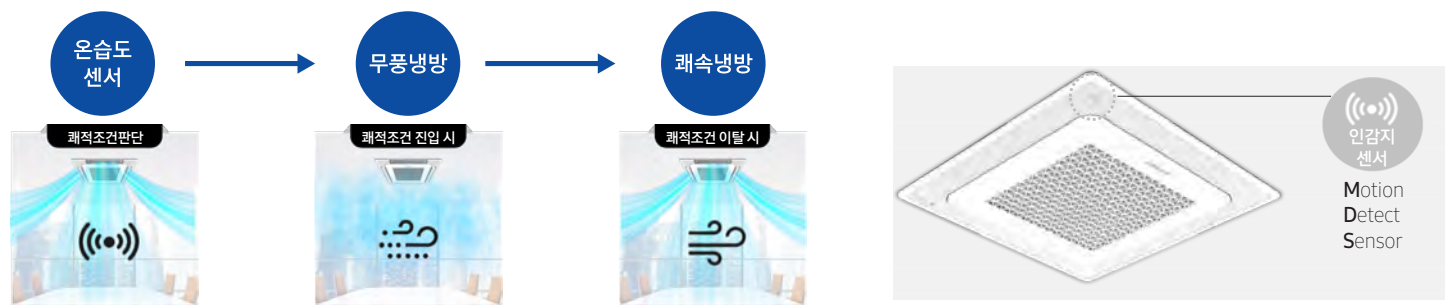 온습도
센서
무풍냉방
쾌속냉방
쾌적조건판단
쾌적조건 진입 시
쾌적조건 이탈 시
인감지
센서
Motion
Detect
Sensor